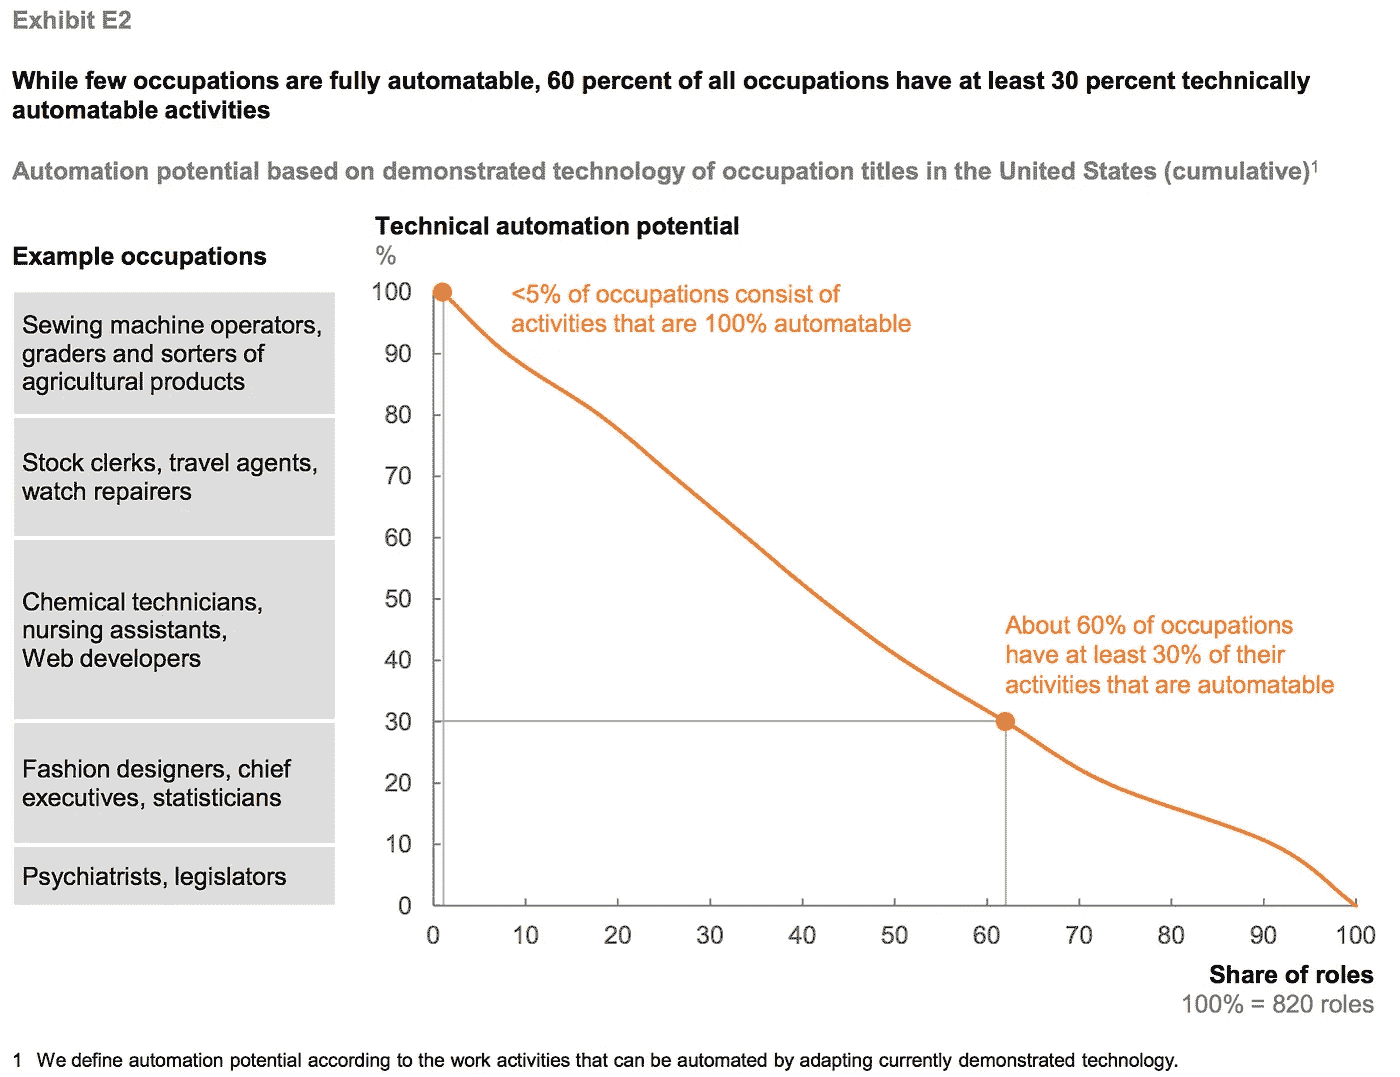 Exhibit E2
While few occupations are fully automatable, 60 percent of all occupations have at least 30 percent technically
automatable activities
Automation potential based on demonstrated technology of occupation titles in the United States (cumulative)¹
Example occupations
Sewing machine operators,
graders and sorters of
agricultural products
Stock clerks, travel agents,
watch repairers
Chemical technicians,
nursing assistants,
Web developers
Fashion designers, chief
executives, statisticians
Psychiatrists, legislators
Technical automation potential
%
100
90
80
70
60
50
40
30
20
10
0
<5% of occupations consist of
activities that are 100% automatable
About 60% of occupations
have at least 30% of their
activities that are automatable
0 10 20 30 40 50 60 70 80 90 100
Share of roles
100% = 820 roles
1 We define automation potential according to the work activities that can be automated by adapting currently demonstrated technology.